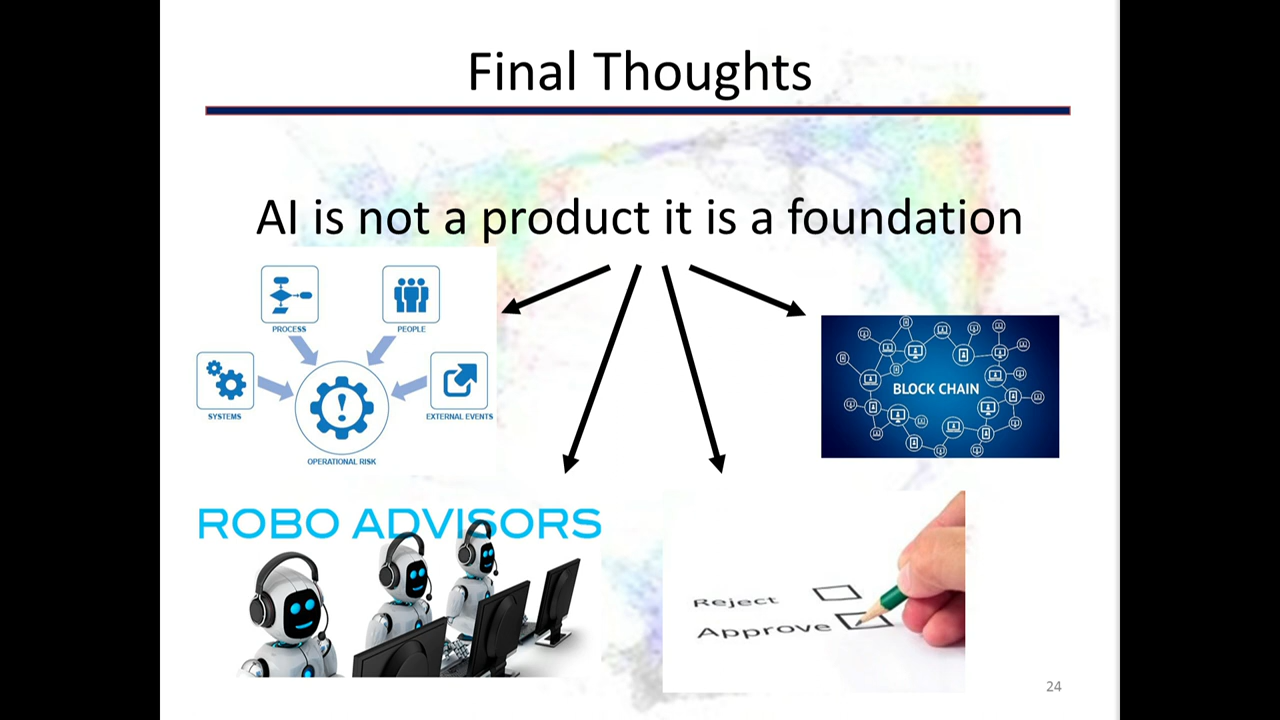 Final Thoughts
AI is not a product it is a foundation
PROCESS
PEOPLE
SYSTEMS
EXTERNAL EVENTS
OPERATIONAL RISK
BLOCK CHAIN
ROBO ADVISORS
Reject
Approve
24